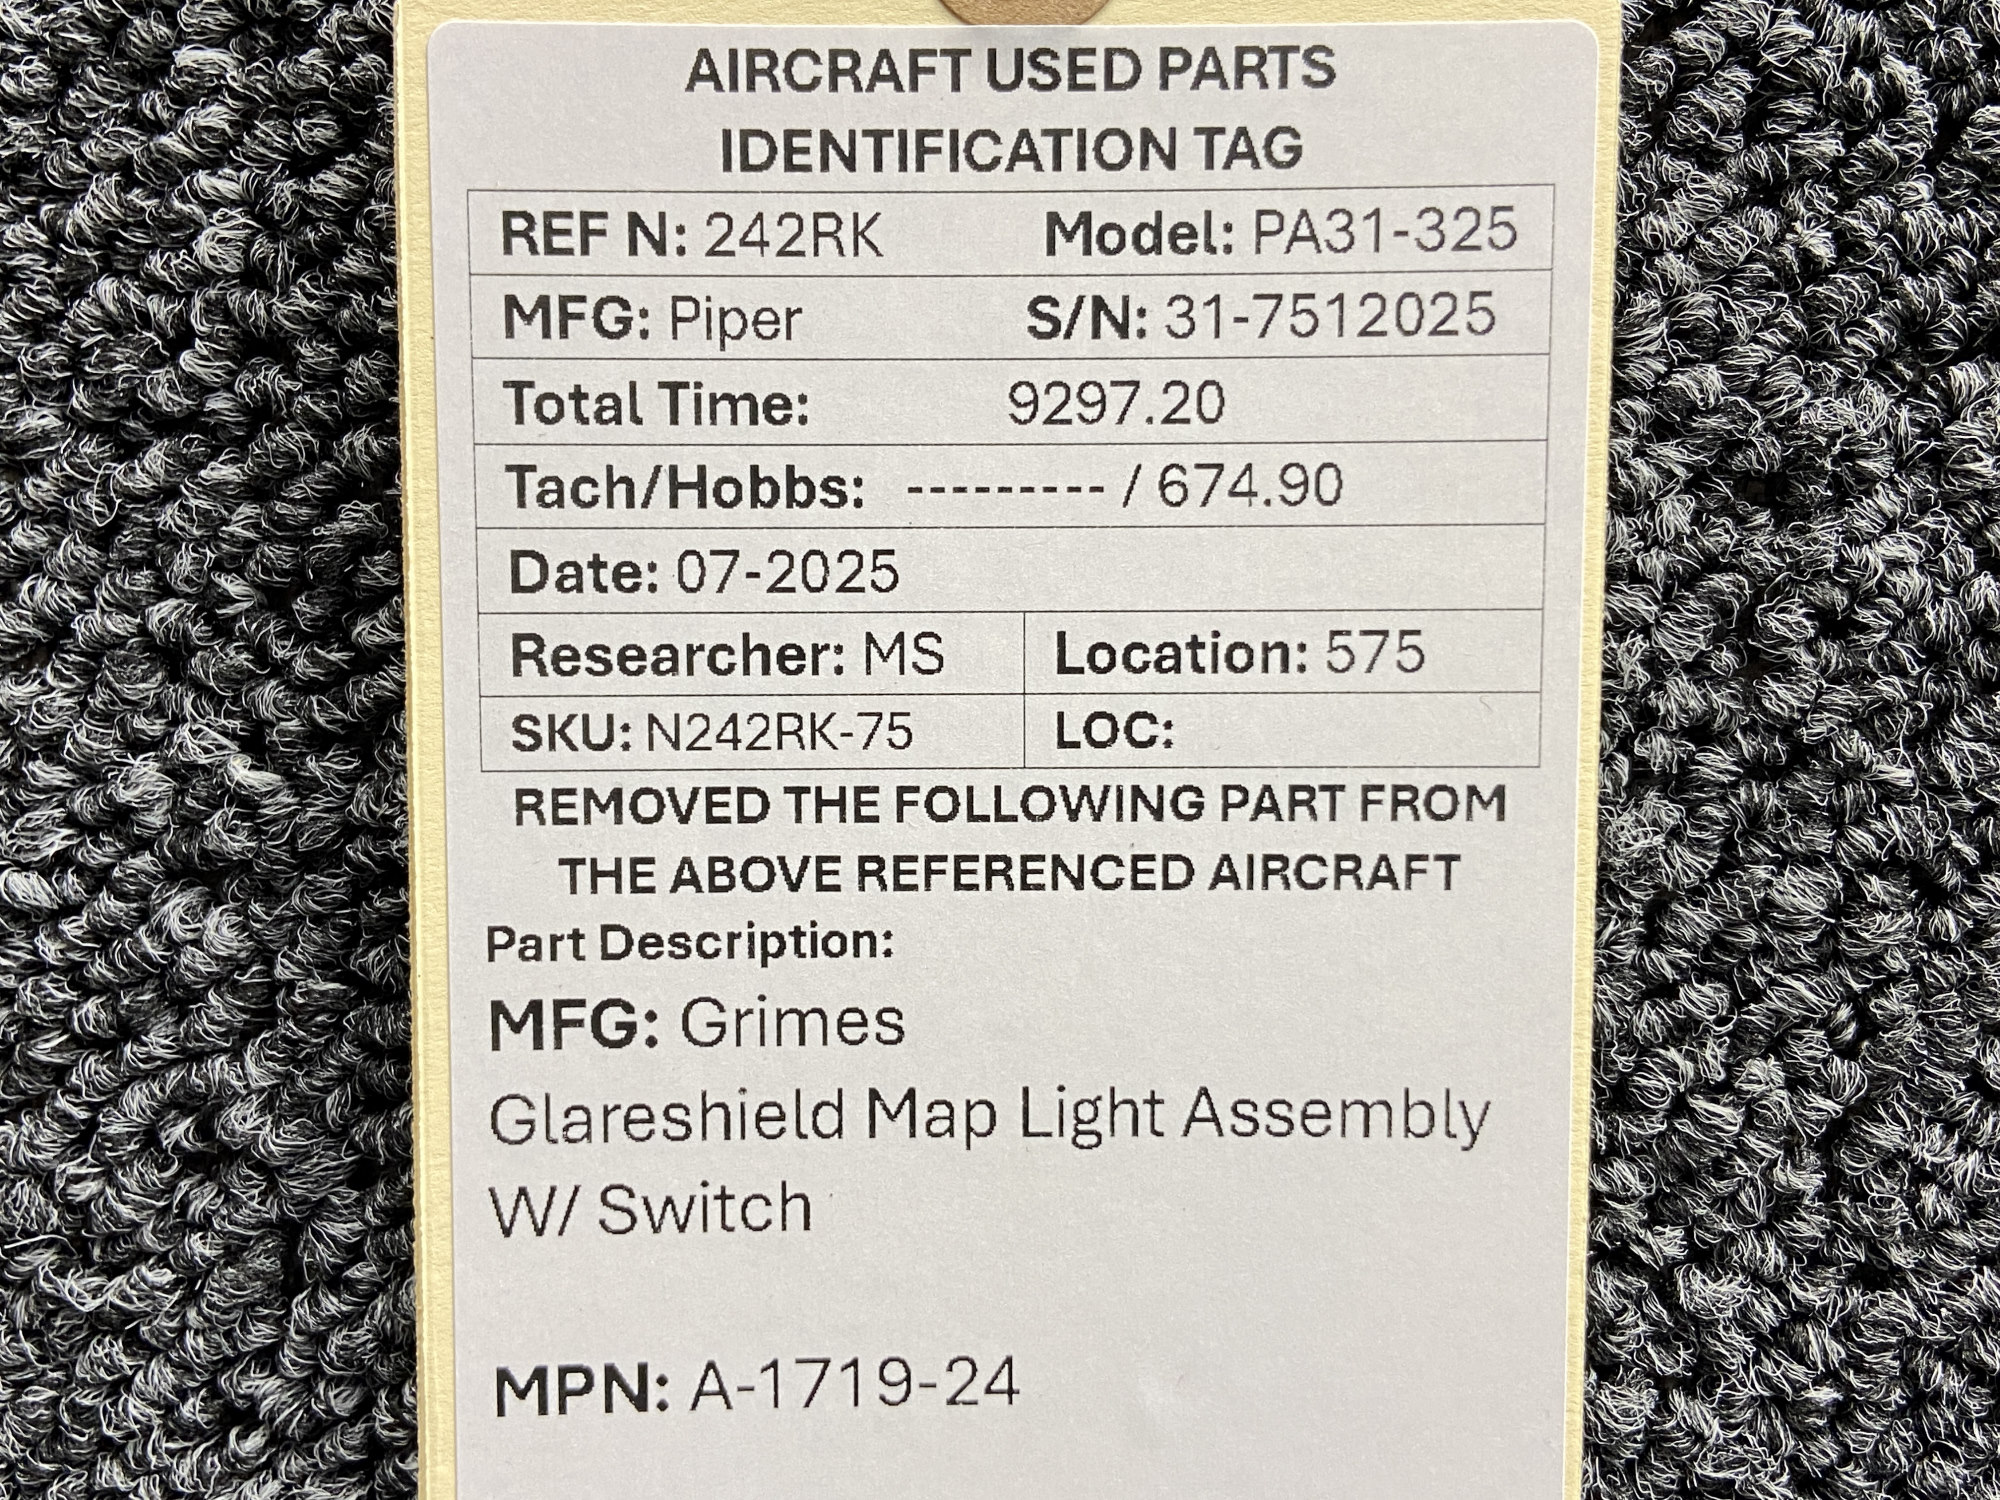 AIRCRAFT USED PARTS
IDENTIFICATION TAG
REF N: 242RK Model: PA31-325
MFG: Piper S/N: 31-7512025
Total Time: 9297.20
Tach/Hobbs: --------- / 674.90
Date: 07-2025
Researcher: MS Location: 575
SKU: N242RK-75 LOC:
REMOVED THE FOLLOWING PART FROM
THE ABOVE REFERENCED AIRCRAFT
Part Description:
MFG: Grimes
Glareshield Map Light Assembly
W/ Switch
MPN: A-1719-24